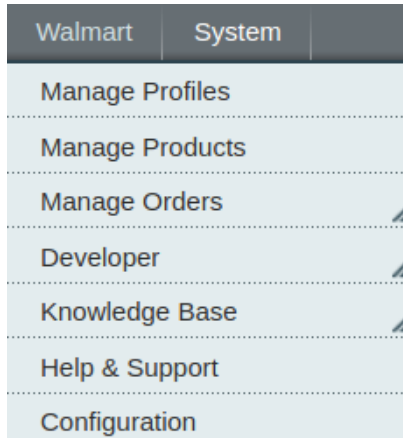 Walmart System
Manage Profiles
Manage Products
Manage Orders
Developer
Knowledge Base
Help & Support
Configuration